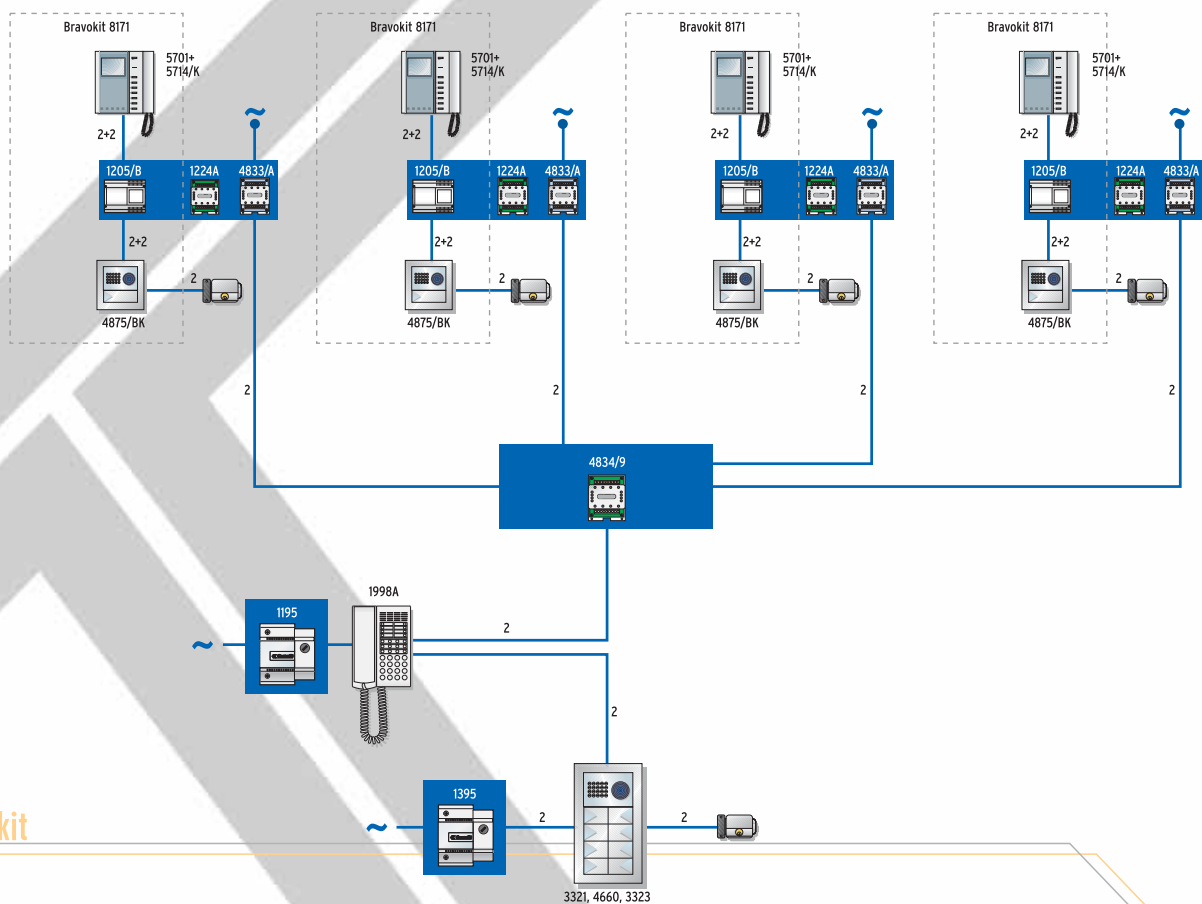 Bravokit 8171
Bravokit 8171
Bravokit 8171
Bravokit 8171
5701+
5714/K
5701+
5714/K
5701+
5714/K
5701+
5714/K
~
~
~
~
2+2
2+2
2+2
2+2
1205/B
1224A
4833/A
1205/B
1224A
4833/A
1205/B
1224A
4833/A
1205/B
1224A
4833/A
2+2
2+2
2+2
2+2
2
2
2
2
4875/BK
4875/BK
4875/BK
4875/BK
2
2
2
2
4834/9
1998A
1195
~
2
2
1395
~
2
2
kit
3321, 4660, 3323